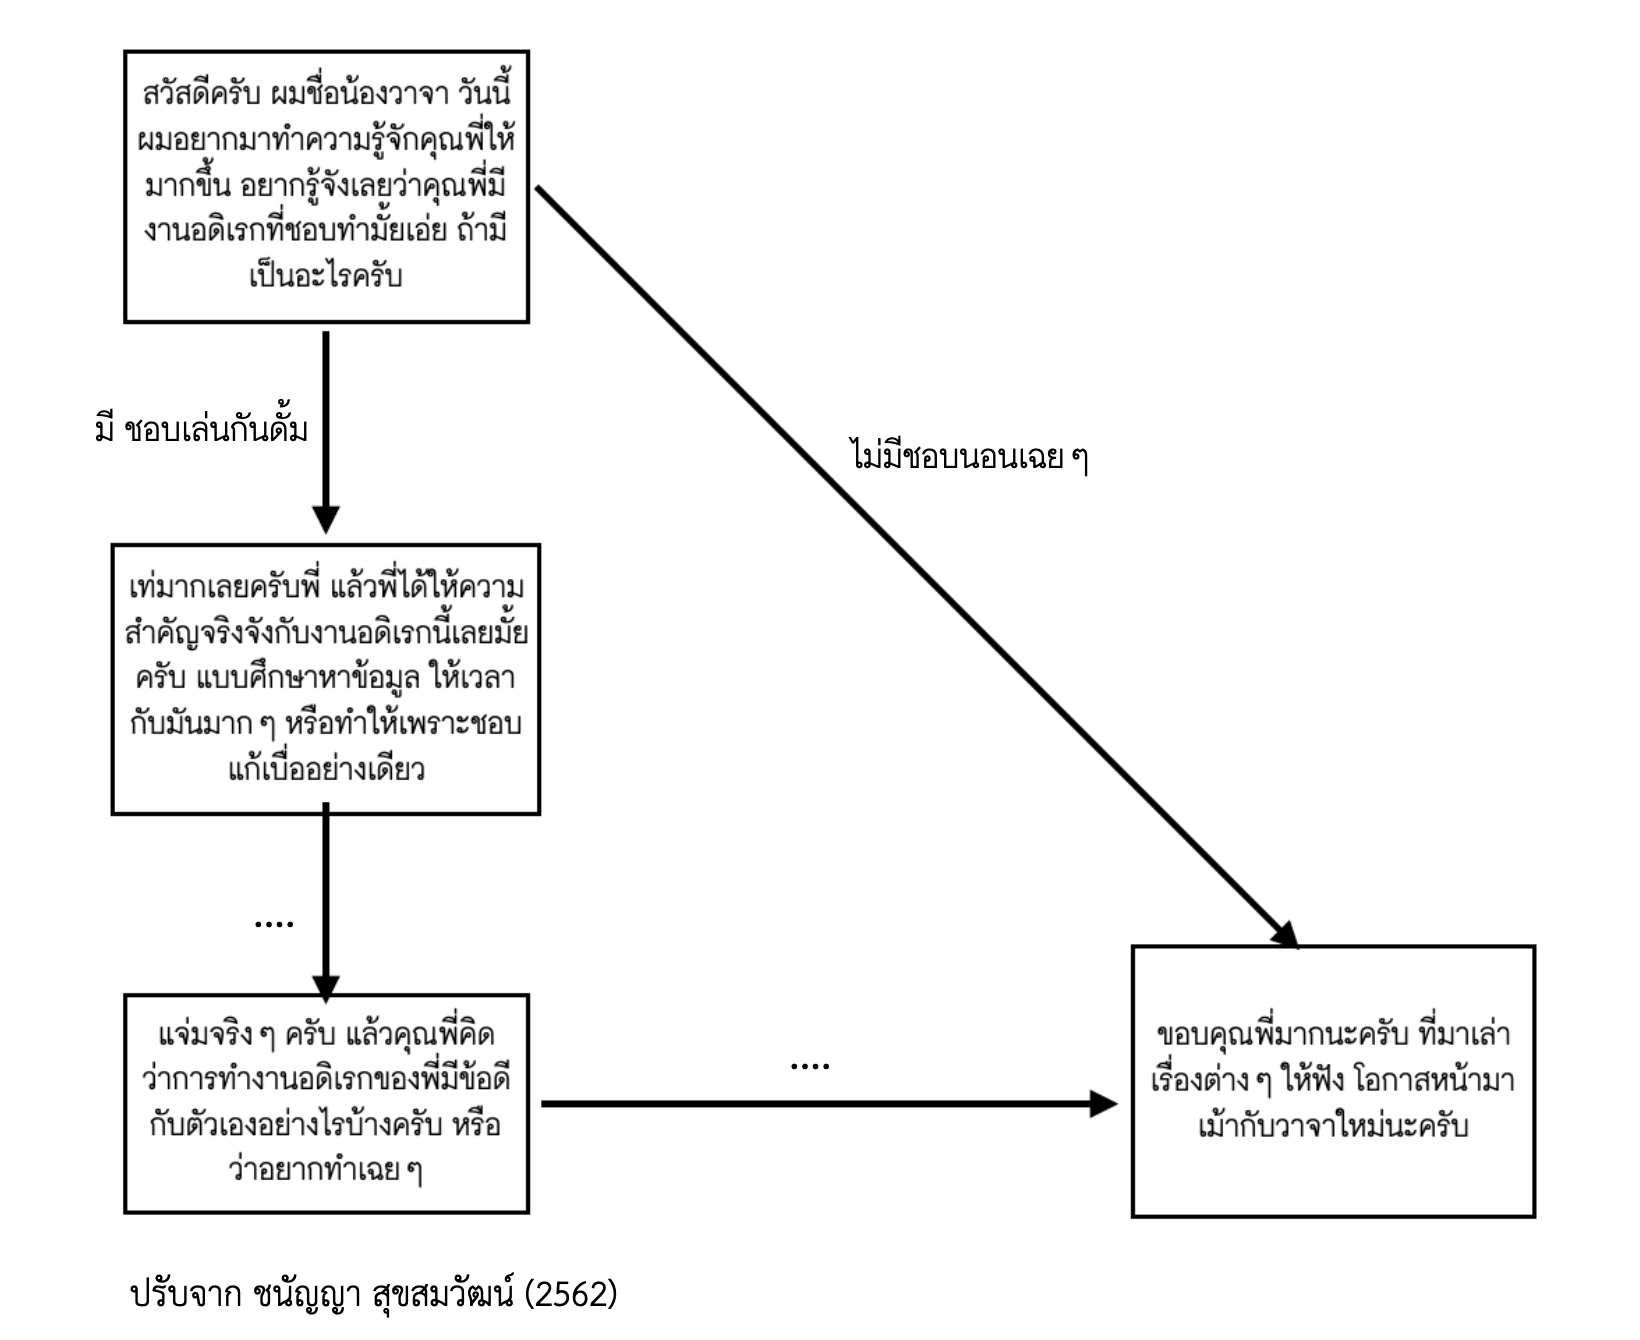 สวัสดีครับ ผมชื่อน้องวาจา วันนี้
ผมอยากมาทำความรู้จักคุณพี่ให้
มากขึ้น อยากรู้จังเลยว่าคุณพี่มี
งานอดิเรกที่ชอบทำมั้ยเอ่ย ถ้ามี
เป็นอะไรครับ
มี ชอบเล่นกันดั้ม
ไม่มีชอบนอนเฉย ๆ
เท่มากเลยครับพี่ แล้วพี่ได้ให้ความ
สำคัญจริงจังกับงานอดิเรกนี้เลยมั้ย
ครับ แบบศึกษาหาข้อมูล ให้เวลา
กับมันมาก ๆ หรือทำให้เพราะชอบ
แก้เบื่ออย่างเดียว
....
แจ่มจริง ๆ ครับ แล้วคุณพี่คิด
ว่าการทำงานอดิเรกของพี่มีข้อดี
กับตัวเองอย่างไรบ้างครับ หรือ
ว่าอยากทำเฉย ๆ
....
ขอบคุณพี่มากนะครับ ที่มาเล่า
เรื่องต่าง ๆ ให้ฟัง โอกาสหน้ามา
เม้ากับวาจาใหม่นะครับ
ปรับจาก ชนัญญา สุขสมวัฒน์ (2562)